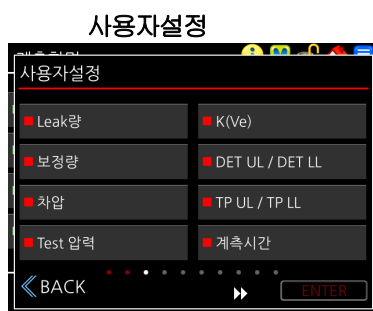 사용자설정
사용자설정
Leak량
K(Ve)
보정량
DET UL / DET LL
차압
TP UL / TP LL
Test 압력
계측시간
BACK
ENTER